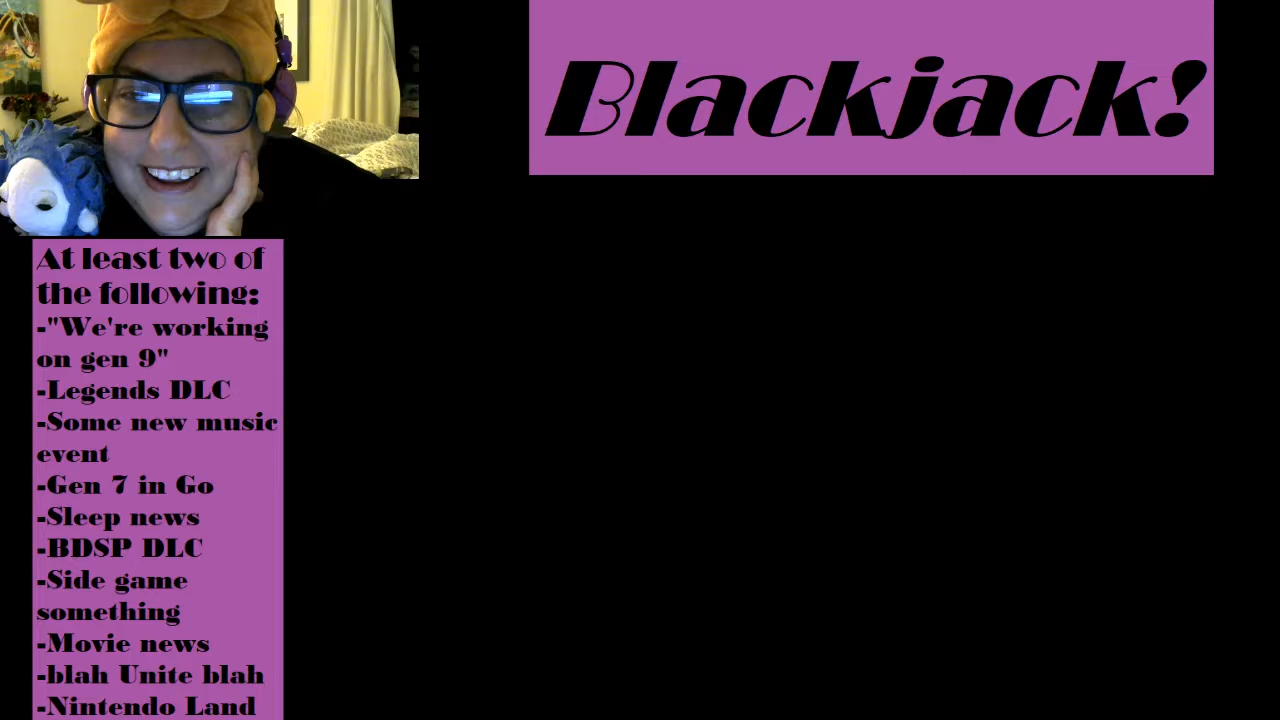 Blackjack!
At least two of
the following:
-"We're working
on gen 9"
-Legends DLC
-Some new music
event
-Gen 7 in Go
-Sleep news
-BDSP DLC
-Side game
something
-Movie news
-blah Unite blah
-Nintendo Land